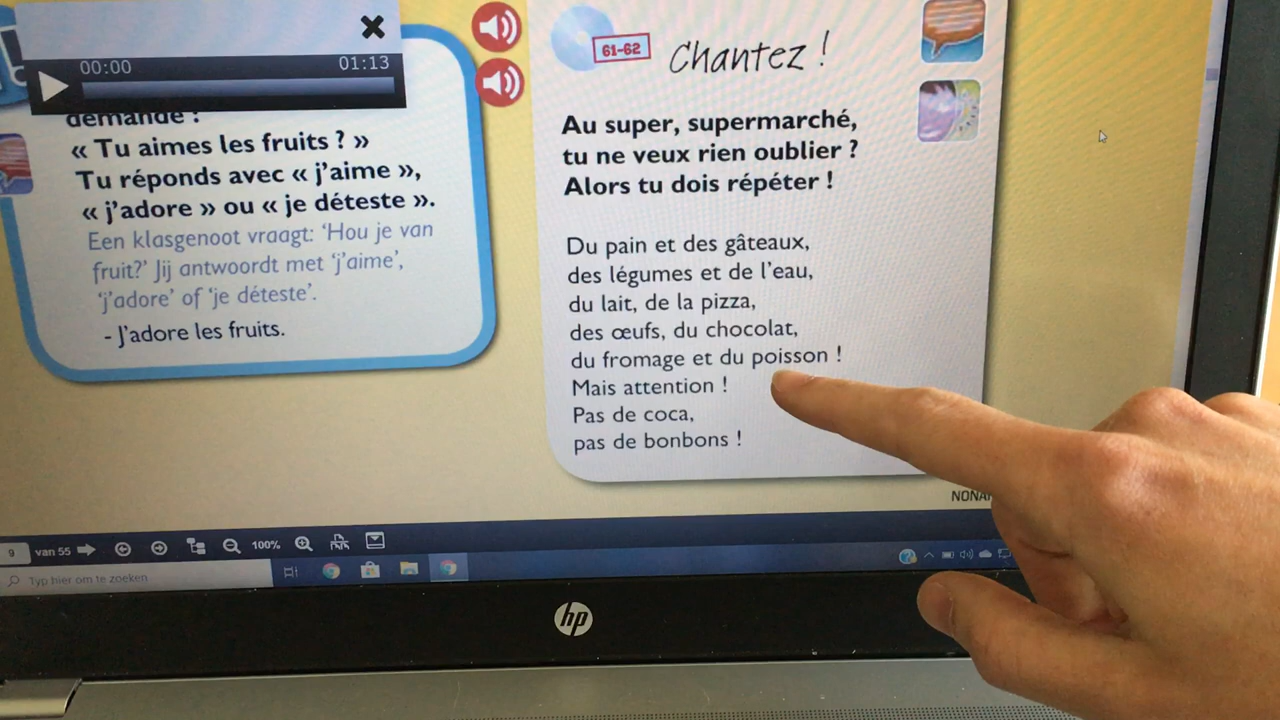 00:00
01:13
demande :
« Tu aimes les fruits ? »
Tu réponds avec « j'aime »,
« j'adore » ou « je déteste ».
Een klasgenoot vraagt: 'Hou je van
fruit?' Jij antwoordt met 'j'aime',
'j'adore' of 'je déteste'.
- J'adore les fruits.
61-62
Chantez !
Au super, supermarché,
tu ne veux rien oublier ?
Alors tu dois répéter !
Du pain et des gâteaux,
des légumes et de l'eau,
du lait, de la pizza,
des œufs, du chocolat,
du fromage et du poisson !
Mais attention !
Pas de coca,
pas de bonbons !
9 van 55
100%
Typ hier om te zoeken
hp